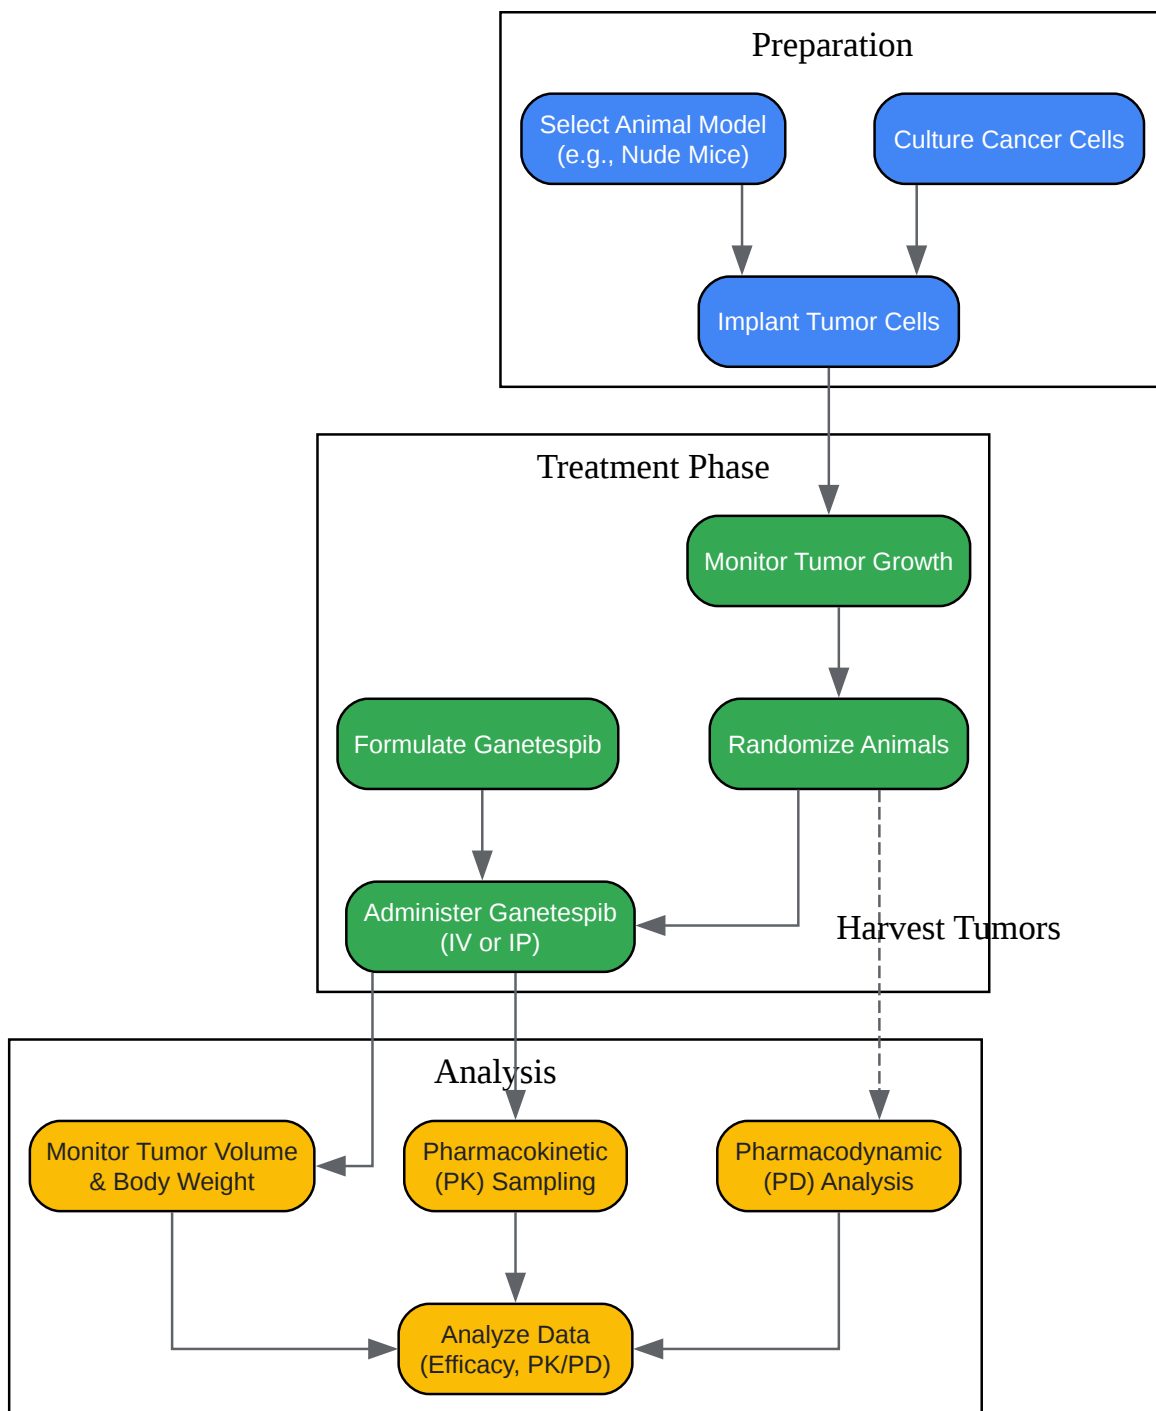 Preparation
Select Animal Model
(e.g., Nude Mice)
Culture Cancer Cells
Implant Tumor Cells
Treatment Phase
Monitor Tumor Growth
Formulate Ganetespib
Randomize Animals
Administer Ganetespib
(IV or IP)
Harvest Tumors
Analysis
Monitor Tumor Volume
& Body Weight
Pharmacokinetic
(PK) Sampling
Pharmacodynamic
(PD) Analysis
Analyze Data
(Efficacy, PK/PD)